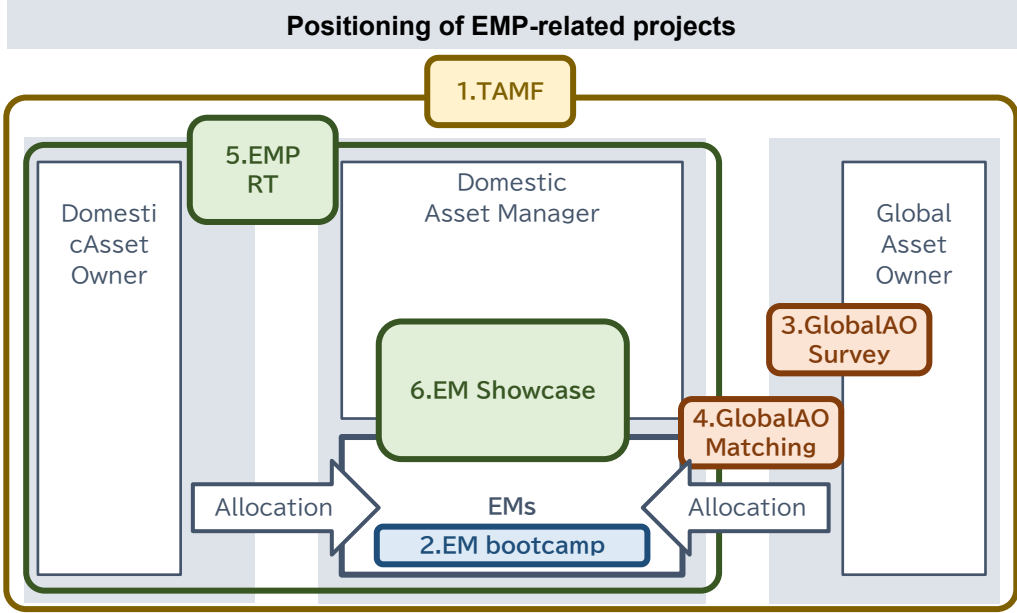 Positioning of EMP-related projects
1.TAMF
5.EMP
RT
Domesti
cAsset
Owner
Domestic
Asset Manager
Global
Asset
Owner
3.GlobalAO
Survey
6.EM Showcase
4.GlobalAO
Matching
Allocation
EMs
Allocation
2.EM bootcamp